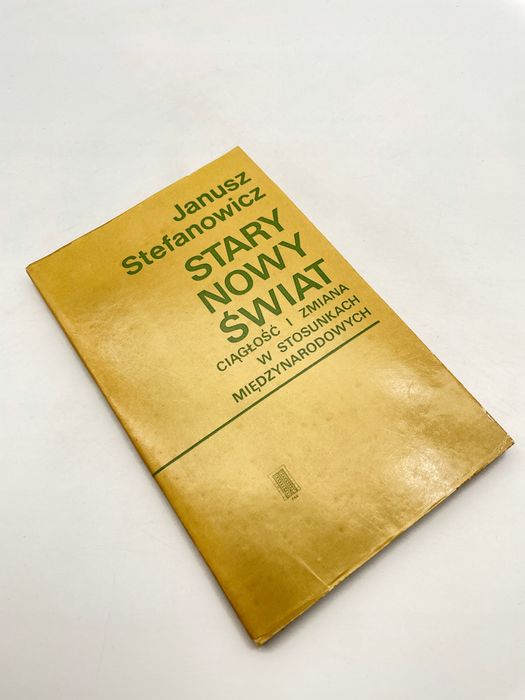 Janusz
Stefanowicz
STARY
NOWY
ŚWIAT
CIĄGŁOŚĆ I ZMIANA
W STOSUNKACH
MIĘDZYNARODOWYCH